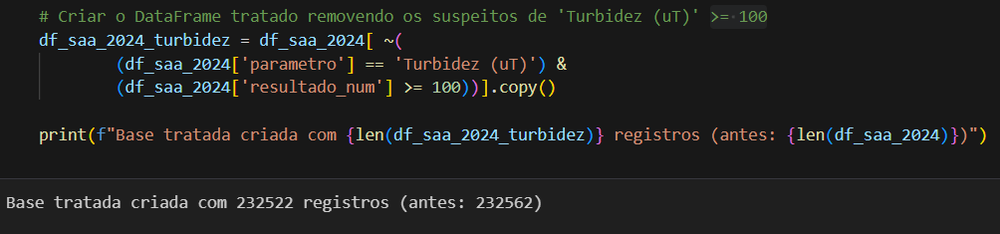 # Criar o DataFrame tratado removendo os suspeitos de 'Turbidez (uT)' >= 100
df_saa_2024_turbidez = df_saa_2024[ ~(
(df_saa_2024['parametro'] == 'Turbidez (uT)') &
(df_saa_2024['resultado_num'] >= 100))].copy()
print(f"Base tratada criada com {len(df_saa_2024_turbidez)} registros (antes: {len(df_saa_2024)})")
Base tratada criada com 232522 registros (antes: 232562)